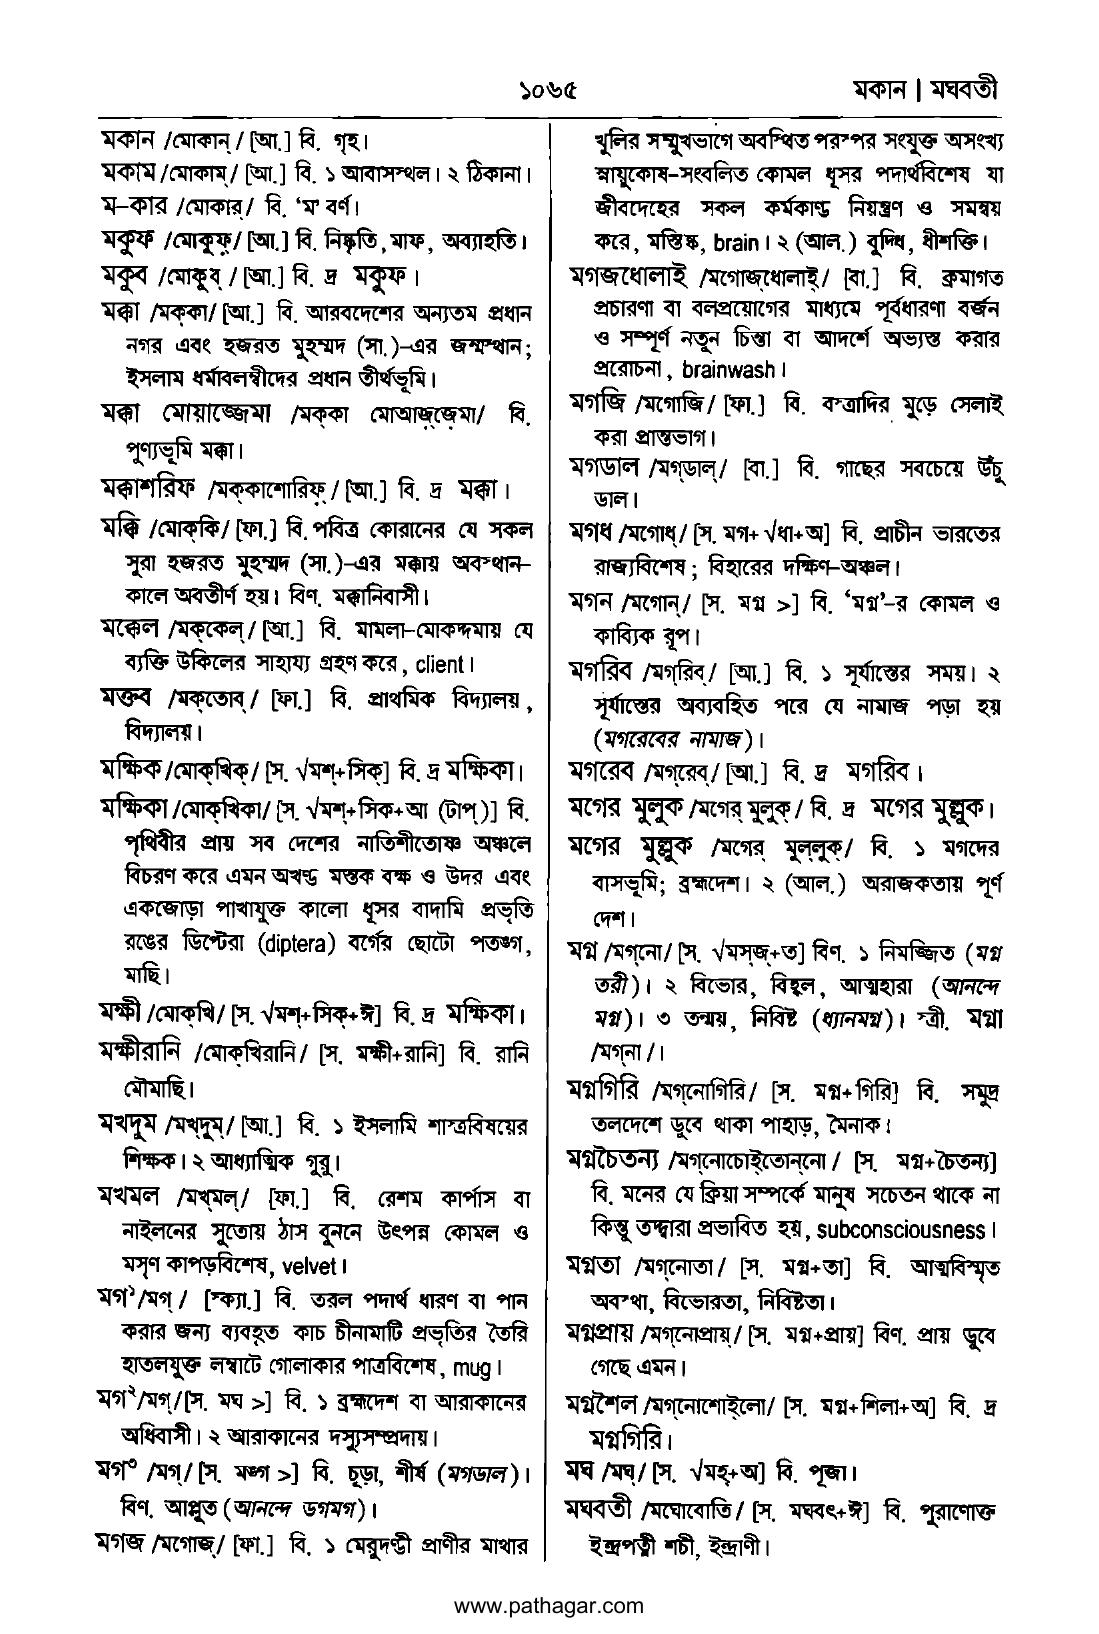 ১০৬৫
মকান | মঘবতী
মকান /মোকান্/ [আ.] বি. গৃহ।
মকাম /মোকাম্/ [আ.] বি. ১ আবাসস্থল। ২ ঠিকানা।
ম-কার /মোকার্/ বি. ‘ম’ বর্ণ।
মকুফ /মোকুফ্/ [আ.] বি. নিষ্কৃতি, মাফ, অব্যাহতি।
মকুব /মোকুব্/ [আ.] বি. দ্র মকুফ।
মক্কা /মক্‌কা/ [আ.] বি. আরবদেশের অন্যতম প্রধান
নগর এবং হজরত মুহম্মদ (সা.)-এর জন্মস্থান;
ইসলাম ধর্মাবলম্বীদের প্রধান তীর্থভূমি।
মক্কা মোয়াজ্জেমা /মক্‌কা মোআজ্‌জেমা/ বি.
পুণ্যভূমি মক্কা।
মক্কাশরিফ /মক্‌কাশোরিফ্/ [আ.] বি. দ্র মক্কা।
মক্কি /মোক্‌কি/ [ফা.] বি. পবিত্র কোরানের যে সকল
সুরা হজরত মুহম্মদ (সা.)-এর মক্কায় অবস্থান-
কালে অবতীর্ণ হয়। বিণ. মক্কানিবাসী।
মক্কেল /মক্‌কেল্/ [আ.] বি. মামলা-মোকদ্দমায় যে
ব্যক্তি উকিলের সাহায্য গ্রহণ করে, client।
মক্তব /মক্‌তোব্/ [ফা.] বি. প্রাথমিক বিদ্যালয়,
বিদ্যালয়।
মক্ষিক /মোক্‌খিক্/ [স. √মশ্+সিক্] বি. দ্র মক্ষিকা।
মক্ষিকা /মোক্‌খিকা/ [স. √মশ্+সিক+আ (টাপ্)] বি.
পৃথিবীর প্রায় সব দেশের নাতিশীতোষ্ণ অঞ্চলে
বিচরণ করে এমন অখণ্ড মস্তক বক্ষ ও উদর এবং
একজোড়া পাখাযুক্ত কালো ধূসর বাদামি প্রভৃতি
রঙের ডিপ্টেরা (diptera) বর্গের ছোটো পতঙ্গ,
মাছি।
মক্ষী /মোক্‌খি/ [স. √মশ্+সিক্+ঈ] বি. দ্র মক্ষিকা।
মক্ষীরানি /মোক্‌খিরানি/ [স. মক্ষী+রানি] বি. রানি
মৌমাছি।
মখদুম /মখ্‌দুম্/ [আ.] বি. ১ ইসলামি শাস্ত্রবিষয়ের
শিক্ষক। ২ আধ্যাত্মিক গুরু।
মখমল /মখ্‌মল্/ [ফা.] বি. রেশম কার্পাস বা
নাইলনের সুতোয় ঠাস বুননে উৎপন্ন কোমল ও
মসৃণ কাপড়বিশেষ, velvet।
মগ১/মগ্ / [স্ক্যা.] বি. তরল পদার্থ ধারণ বা পান
করার জন্য ব্যবহৃত কাচ চীনামাটি প্রভৃতির তৈরি
হাতলযুক্ত লম্বাটে গোলাকার পাত্রবিশেষ, mug।
মগ২/মগ্/[স. মঘ >] বি. ১ ব্রহ্মদেশ বা আরাকানের
অধিবাসী। ২ আরাকানের দস্যুসম্প্রদায়।
মগ৩ /মগ্/ [স. মঙ্গ >] বি. চূড়া, শীর্ষ (মগডাল)।
বিণ. আপ্লুত (আনন্দে ডগমগ)।
মগজ /মগোজ্/ [ফা.] বি. ১ মেরুদণ্ডী প্রাণীর মাথার
খুলির সম্মুখভাগে অবস্থিত পরস্পর সংযুক্ত অসংখ্য
স্নায়ুকোষ-সংবলিত কোমল ধূসর পদার্থবিশেষ যা
জীবদেহের সকল কর্মকাণ্ড নিয়ন্ত্রণ ও সমন্বয়
করে, মস্তিষ্ক, brain। ২ (আল.) বুদ্ধি, ধীশক্তি।
মগজধোলাই /মগোজ্‌ধোলাই্/ [বা.] বি. ক্রমাগত
প্রচারণা বা বলপ্রয়োগের মাধ্যমে পূর্বধারণা বর্জন
ও সম্পূর্ণ নতুন চিন্তা বা আদর্শে অভ্যস্ত করার
প্ররোচনা, brainwash।
মগজি /মগোজি/ [ফা.] বি. বস্ত্রাদির মুড়ে সেলাই
করা প্রান্তভাগ।
মগডাল /মগ্‌ডাল্/ [বা.] বি. গাছের সবচেয়ে উঁচু
ডাল।
মগধ /মগোধ্/ [স. মগ+√ধা+অ] বি. প্রাচীন ভারতের
রাজ্যবিশেষ; বিহারের দক্ষিণ-অঞ্চল।
মগন /মগোন্/ [স. মগ্ন >] বি. ‘মগ্ন’-র কোমল ও
কাব্যিক রূপ।
মগরিব /মগ্‌রিব্/ [আ.] বি. ১ সূর্যাস্তের সময়। ২
সূর্যাস্তের অব্যবহিত পরে যে নামাজ পড়া হয়
(মগরেবের নামাজ)।
মগরেব /মগ্‌রেব্/ [আ.] বি. দ্র মগরিব।
মগের মুলুক /মগের্ মুলুক্/ বি. দ্র মগের মুল্লুক।
মগের মুল্লুক /মগের্ মুল্‌লুক্/ বি. ১ মগদের
বাসভূমি; ব্রহ্মদেশ। ২ (আল.) অরাজকতায় পূর্ণ
দেশ।
মগ্ন /মগ্‌নো/ [স. √মস্‌জ্+ত] বিণ. ১ নিমজ্জিত (মগ্ন
তরী)। ২ বিভোর, বিহ্বল, আত্মহারা (আনন্দে
মগ্ন)। ৩ তন্ময়, নিবিষ্ট (ধ্যানমগ্ন)। স্ত্রী. মগ্না
/মগ্‌না/।
মগ্নগিরি /মগ্‌নোগিরি/ [স. মগ্ন+গিরি] বি. সমুদ্র
তলদেশে ডুবে থাকা পাহাড়, মৈনাক।
মগ্নচৈতন্য /মগ্‌নোচোই্‌তোন্‌নো/ [স. মগ্ন+চৈতন্য]
বি. মনের যে ক্রিয়া সম্পর্কে মানুষ সচেতন থাকে না
কিন্তু তদ্দ্বারা প্রভাবিত হয়, subconsciousness।
মগ্নতা /মগ্‌নোতা/ [স. মগ্ন+তা] বি. আত্মবিস্মৃত
অবস্থা, বিভোরতা, নিবিষ্টতা।
মগ্নপ্রায় /মগ্‌নোপ্রায়্/ [স. মগ্ন+প্রায়] বিণ. প্রায় ডুবে
গেছে এমন।
মগ্নশৈল /মগ্‌নোশোই্‌লো/ [স. মগ্ন+শিলা+অ] বি. দ্র
মগ্নগিরি।
মঘ /মঘ্/ [স. √মহ্+অ] বি. পূজা।
মঘবতী /মঘোবোতি/ [স. মঘবৎ+ঈ] বি. পুরাণোক্ত
ইন্দ্রপত্নী শচী, ইন্দ্রাণী।
www.pathagar.com